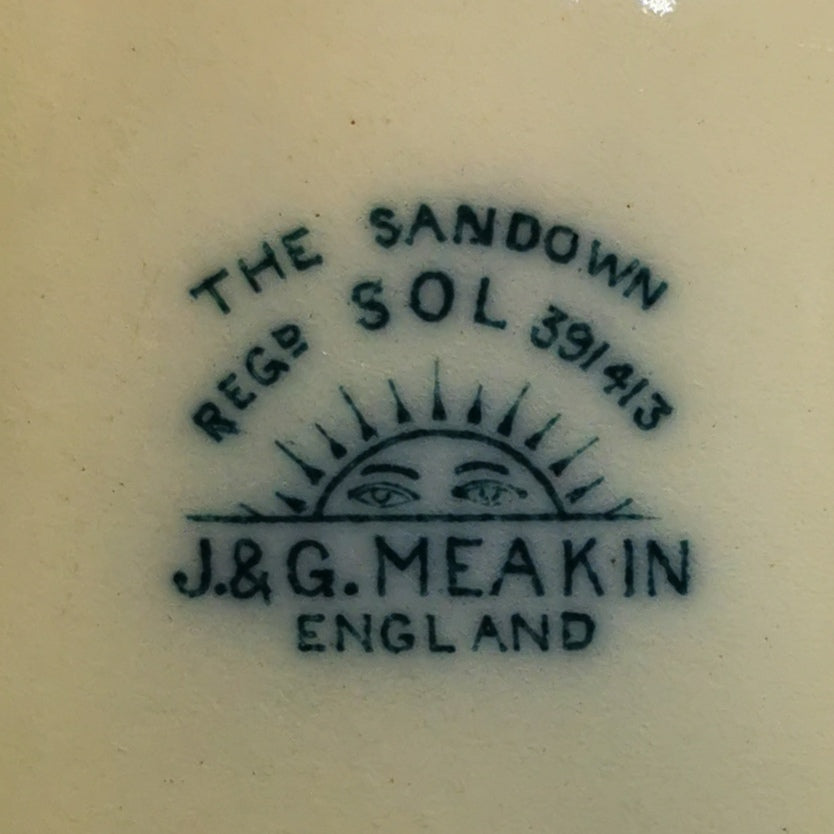 THE SANDOWN
SOL
REGᴰ 391413
J.&G. MEAKIN
ENGLAND